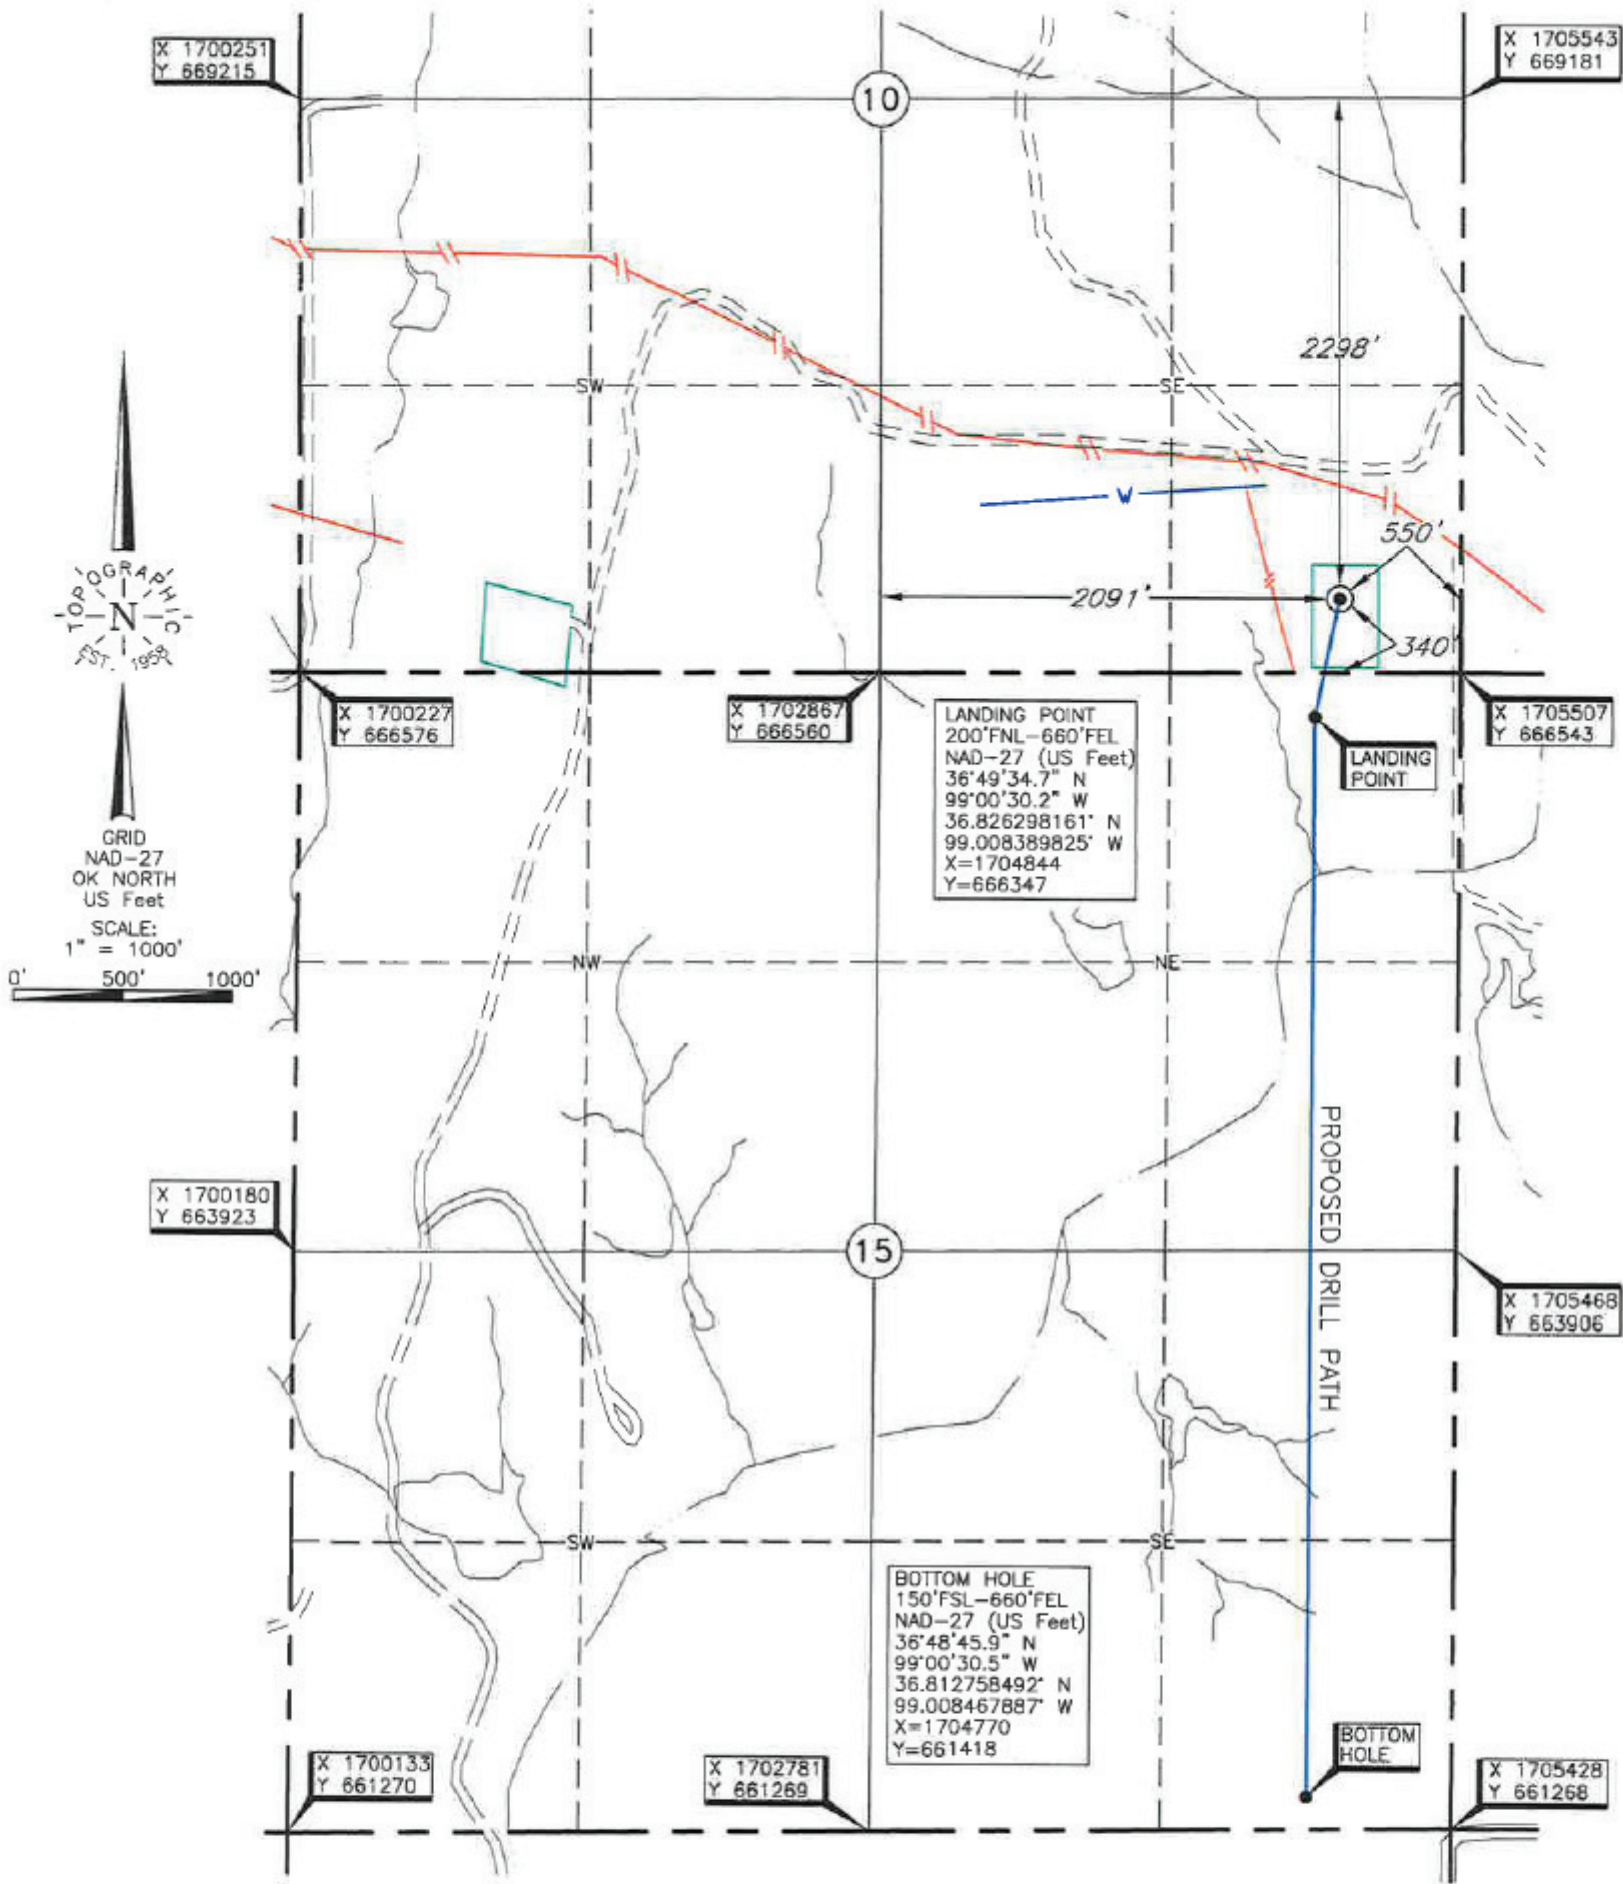 X 1700251
Y 669215
X 1705543
Y 669181
10
2298'
SW
SE
W
550'
2091'
340'
TOPOGRAPHIC
N
EST. 1958
X 1700227
Y 666576
X 1702867
Y 666560
LANDING POINT
200'FNL-660'FEL
NAD-27 (US Feet)
36°49'34.7" N
99°00'30.2" W
36.826298161° N
99.008389825° W
X=1704844
Y=666347
X 1705507
Y 666543
LANDING
POINT
GRID
NAD-27
OK NORTH
US Feet
SCALE:
1" = 1000'
0' 500' 1000'
NW
NE
PROPOSED DRILL PATH
X 1700180
Y 663923
15
X 1705468
Y 663906
SW
SE
BOTTOM HOLE
150'FSL-660'FEL
NAD-27 (US Feet)
36°48'45.9" N
99°00'30.5" W
36.812758492° N
99.008467887° W
X=1704770
Y=661418
X 1700133
Y 661270
X 1702781
Y 661269
BOTTOM
HOLE
X 1705428
Y 661268